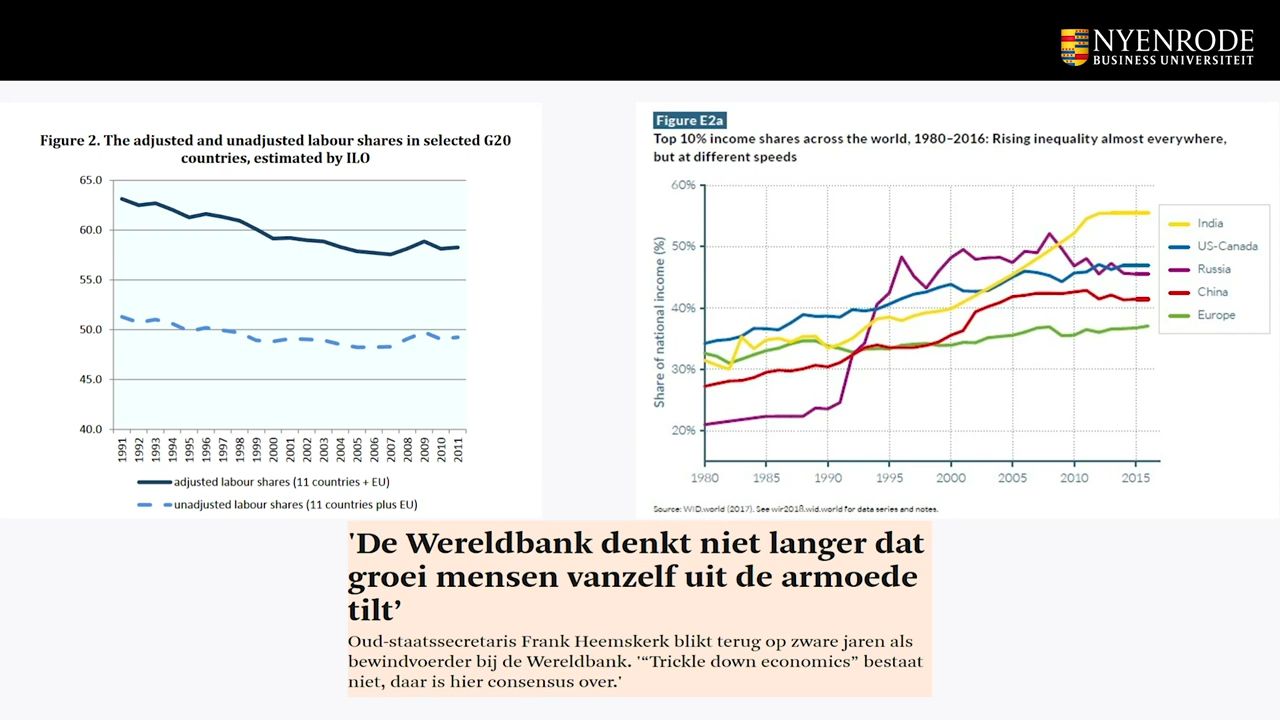 NYENRODE
BUSINESS UNIVERSITEIT
Figure 2. The adjusted and unadjusted labour shares in selected G20
countries, estimated by ILO
65.0
60.0
55.0
50.0
45.0
40.0
1991
1992
1993
1994
1995
1996
1997
1998
1999
2000
2001
2002
2003
2004
2005
2006
2007
2008
2009
2010
2011
adjusted labour shares (11 countries + EU)
unadjusted labour shares (11 countries plus EU)
Figure E2a
Top 10% income shares across the world, 1980–2016: Rising inequality almost everywhere,
but at different speeds
Share of national income (%)
60%
50%
40%
30%
20%
1980
1985
1990
1995
2000
2005
2010
2015
India
US-Canada
Russia
China
Europe
Source: WID.world (2017). See wir2018.wid.world for data series and notes.
'De Wereldbank denkt niet langer dat
groei mensen vanzelf uit de armoede
tilt’
Oud-staatssecretaris Frank Heemskerk blikt terug op zware jaren als
bewindvoerder bij de Wereldbank. '“Trickle down economics” bestaat
niet, daar is hier consensus over.'